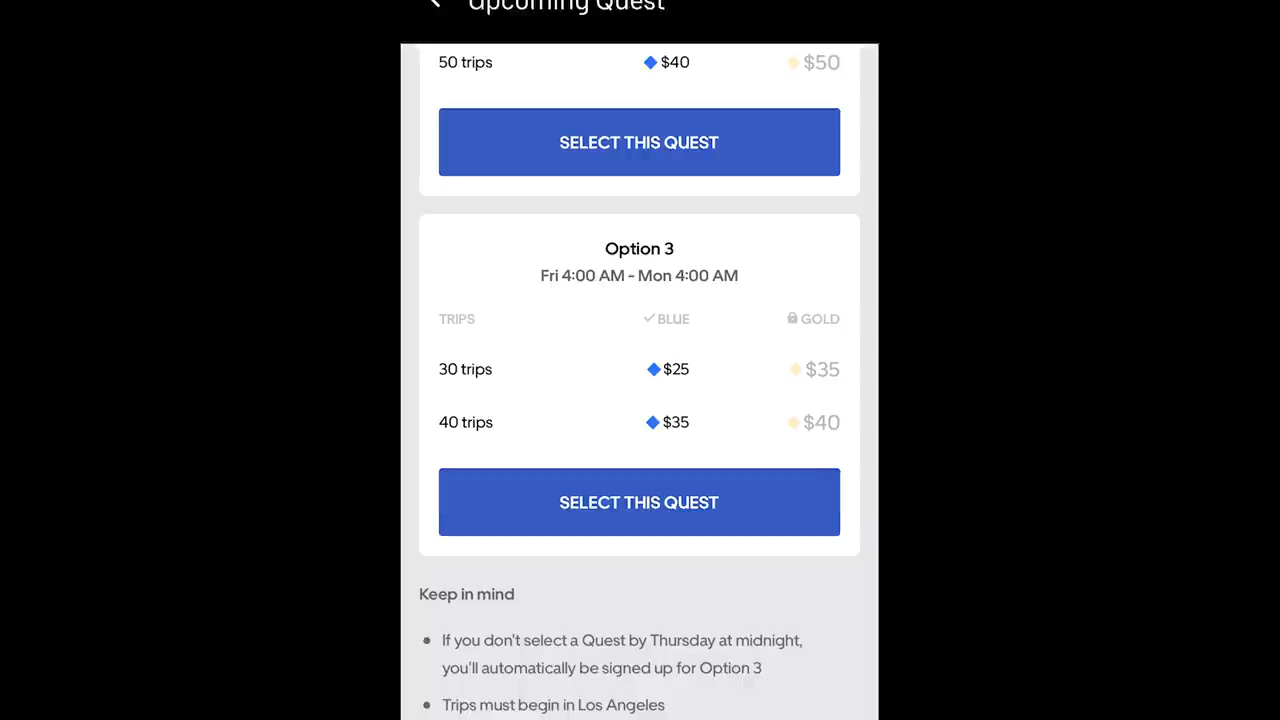 Upcoming Quest
50 trips $40 $50
SELECT THIS QUEST
Option 3
Fri 4:00 AM - Mon 4:00 AM
TRIPS BLUE GOLD
30 trips $25 $35
40 trips $35 $40
SELECT THIS QUEST
Keep in mind
If you don't select a Quest by Thursday at midnight,
you'll automatically be signed up for Option 3
Trips must begin in Los Angeles